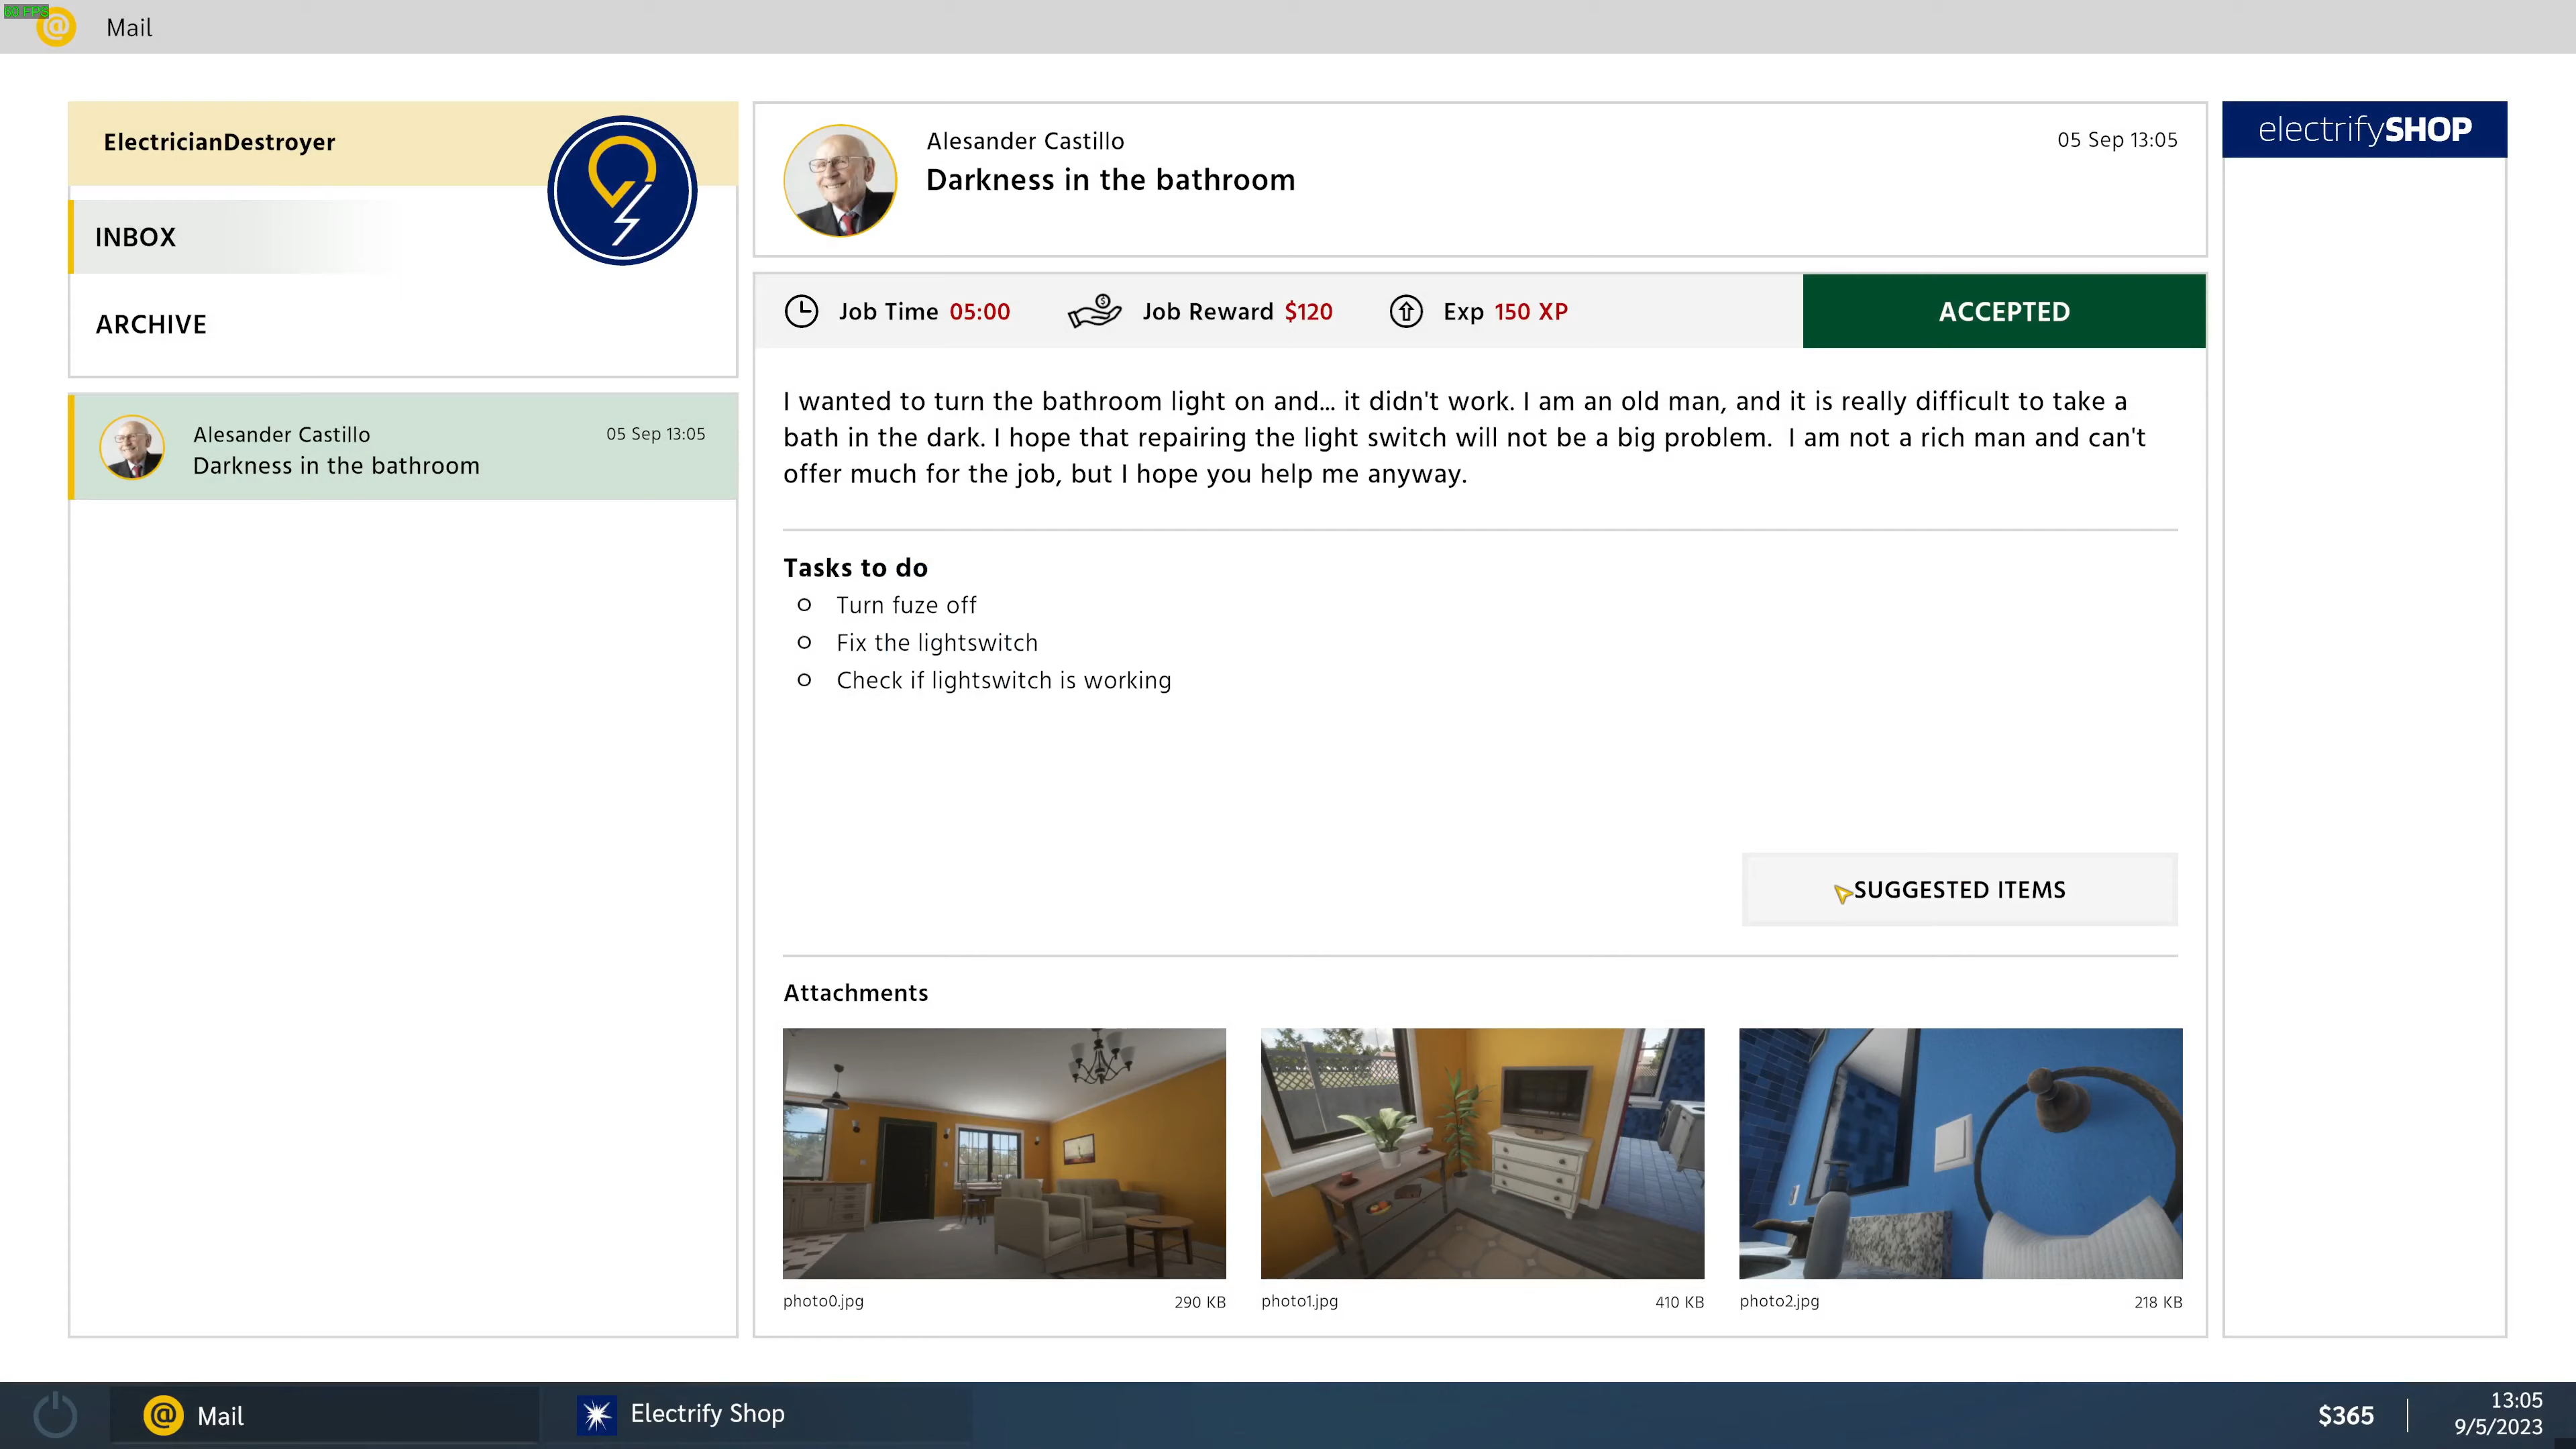 60 FPS
Mail
ElectricianDestroyer
INBOX
ARCHIVE
Alesander Castillo
05 Sep 13:05
Darkness in the bathroom
Alesander Castillo
05 Sep 13:05
Darkness in the bathroom
Job Time 05:00
Job Reward $120
Exp 150 XP
ACCEPTED
I wanted to turn the bathroom light on and... it didn't work. I am an old man, and it is really difficult to take a
bath in the dark. I hope that repairing the light switch will not be a big problem.  I am not a rich man and can't
offer much for the job, but I hope you help me anyway.
Tasks to do
Turn fuze off
Fix the lightswitch
Check if lightswitch is working
SUGGESTED ITEMS
Attachments
photo0.jpg
290 KB
photo1.jpg
410 KB
photo2.jpg
218 KB
electrifySHOP
Mail
Electrify Shop
$365
13:05
9/5/2023